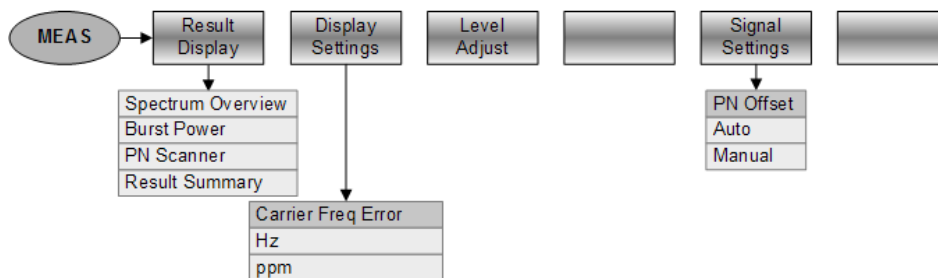 MEAS
Result
Display
Display
Settings
Level
Adjust
Signal
Settings
Spectrum Overview
Burst Power
PN Scanner
Result Summary
PN Offset
Auto
Manual
Carrier Freq Error
Hz
ppm